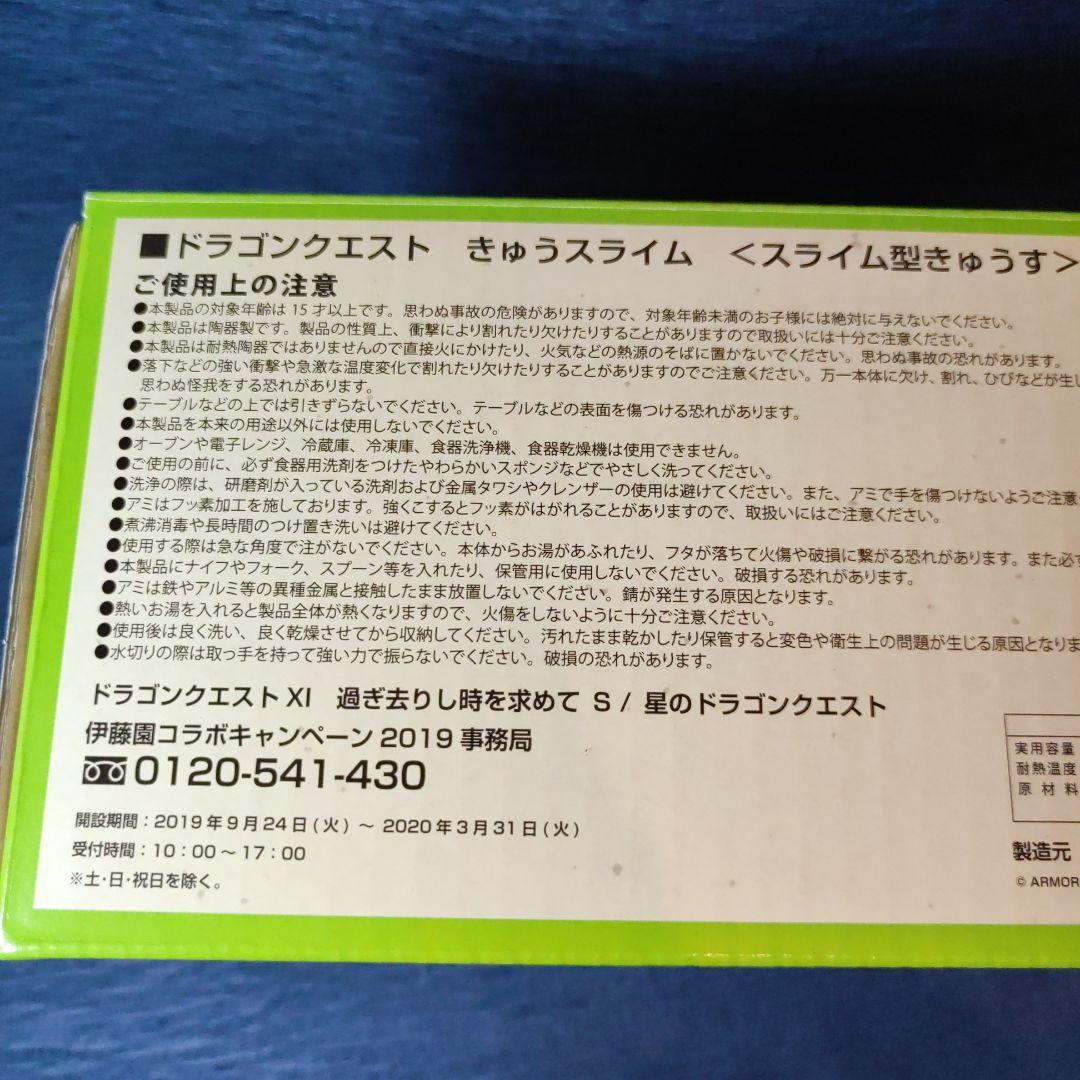 ■ドラゴンクエスト きゅうスライム <スライム型きゅうす>
ご使用上の注意
●本製品の対象年齢は15才以上です。思わぬ事故の危険がありますので、対象年齢未満のお子様には絶対に与えないでください。
●本製品は陶器製です。製品の性質上、衝撃により割れたり欠けたりすることがありますので取扱いには十分ご注意ください。
●本製品は耐熱陶器ではありませんので直接火にかけたり、火気などの熱源のそばに置かないでください。思わぬ事故の恐れがあります。
●落下などの強い衝撃や急激な温度変化で割れたり欠けたりすることがありますのでご注意ください。万一本体に欠け、割れ、ひびなどが生し
思わぬ怪我をする恐れがあります。
●テーブルなどの上では引きずらないでください。テーブルなどの表面を傷つける恐れがあります。
●本製品を本来の用途以外には使用しないでください。
●オーブンや電子レンジ、冷蔵庫、冷凍庫、食器洗浄機、食器乾燥機は使用できません。
●ご使用の前に、必ず食器用洗剤をつけたやわらかいスポンジなどでやさしく洗ってください。
●洗浄の際は、研磨剤が入っている洗剤および金属タワシやクレンザーの使用は避けてください。また、アミで手を傷つけないようご注意
●アミはフッ素加工を施しております。強くこするとフッ素がはがれることがありますので、取扱いにはご注意ください。
●煮沸消毒や長時間のつけ置き洗いは避けてください。
●使用する際は急な角度で注がないでください。本体からお湯があふれたり、フタが落ちて火傷や破損に繋がる恐れがあります。また必ず
●本製品にナイフやフォーク、スプーン等を入れたり、保管用に使用しないでください。破損する恐れがあります。
●アミは鉄やアルミ等の異種金属と接触したまま放置しないでください。錆が発生する原因となります。
●熱いお湯を入れると製品全体が熱くなりますので、火傷をしないように十分ご注意ください。
●使用後は良く洗い、良く乾燥させてから収納してください。汚れたまま乾かしたり保管すると変色や衛生上の問題が生じる原因となりま
●水切りの際は取っ手を持って強い力で振らないでください。破損の恐れがあります。
ドラゴンクエストXI 過ぎ去りし時を求めて S / 星のドラゴンクエスト
伊藤園コラボキャンペーン2019事務局
0120-541-430
開設期間:2019年9月24日(火)～2020年3月31日(火)
受付時間:10:00～17:00
※土・日・祝日を除く。
実用容量
耐熱温度
原材料
製造元
© ARMOR